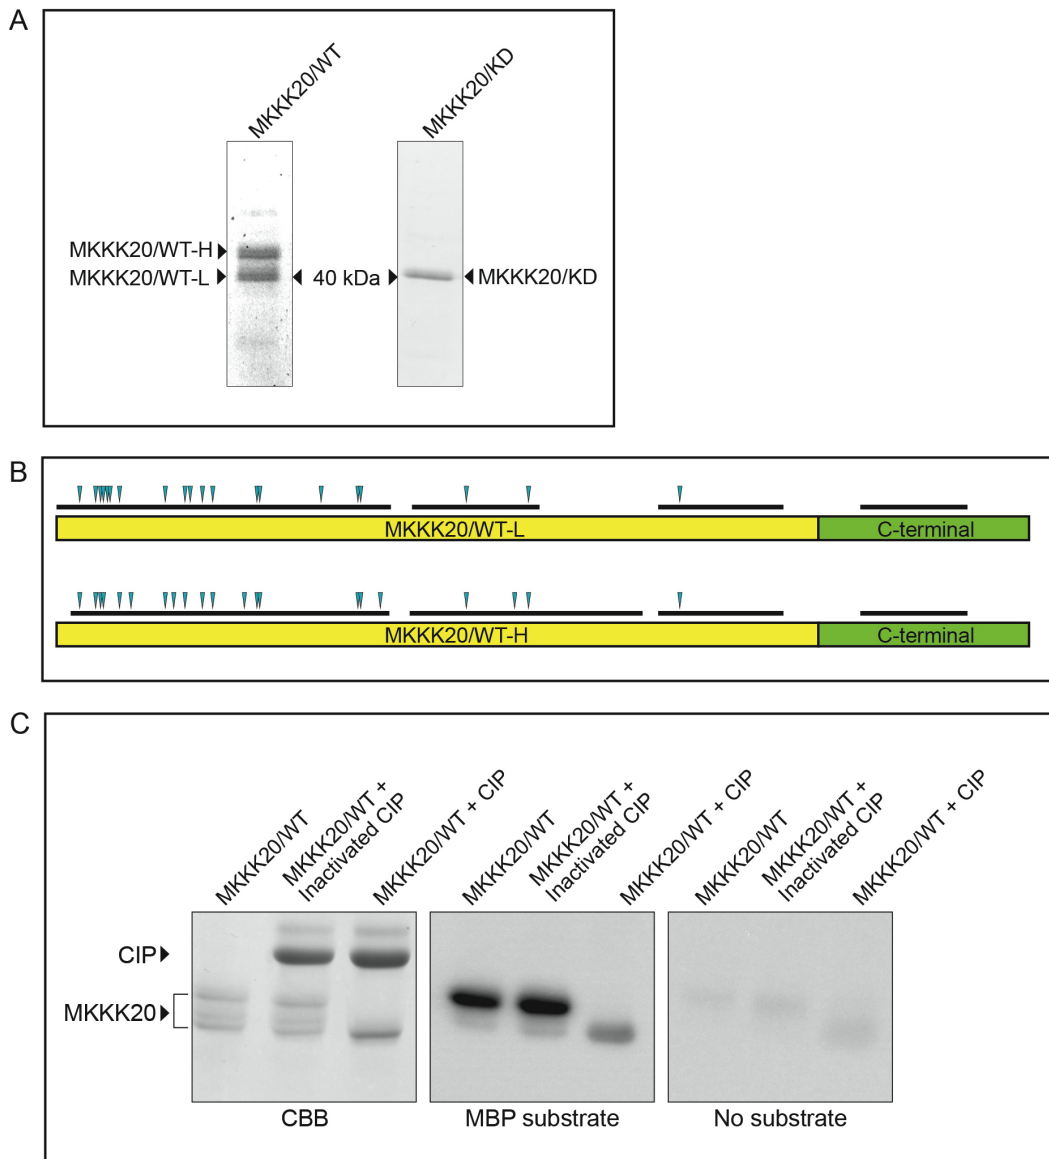 A
MKKK20/WT
MKKK20/KD
MKKK20/WT-H
MKKK20/WT-L
40 kDa
MKKK20/KD
B
MKKK20/WT-L
C-terminal
MKKK20/WT-H
C-terminal
C
MKKK20/WT
MKKK20/WT +
Inactivated CIP
MKKK20/WT + CIP
MKKK20/WT
MKKK20/WT +
Inactivated CIP
MKKK20/WT + CIP
MKKK20/WT
MKKK20/WT +
Inactivated CIP
MKKK20/WT + CIP
CIP
MKKK20
CBB
MBP substrate
No substrate